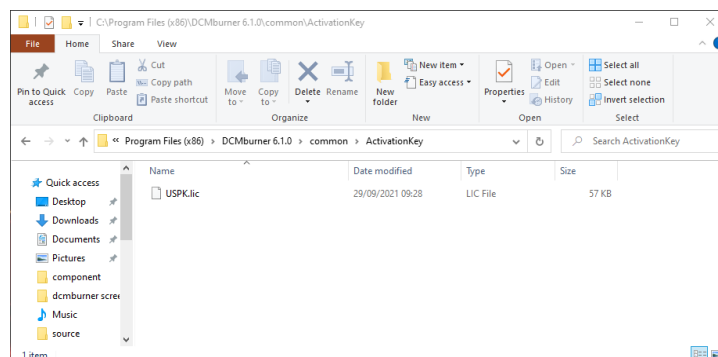 C:\Program Files (x86)\DCMburner 6.1.0\common\ActivationKey
File Home Share View
Pin to Quick access
Copy
Paste
Cut
Copy path
Paste shortcut
Clipboard
Move to
Copy to
Delete
Rename
Organize
New folder
New item
Easy access
New
Properties
Open
Edit
History
Open
Select all
Select none
Invert selection
Select
« Program Files (x86) > DCMburner 6.1.0 > common > ActivationKey
Search ActivationKey
Name Date modified Type Size
USPK.lic 29/09/2021 09:28 LIC File 57 KB
Quick access
Desktop
Downloads
Documents
Pictures
component
dcmburner scree
Music
source
1 item